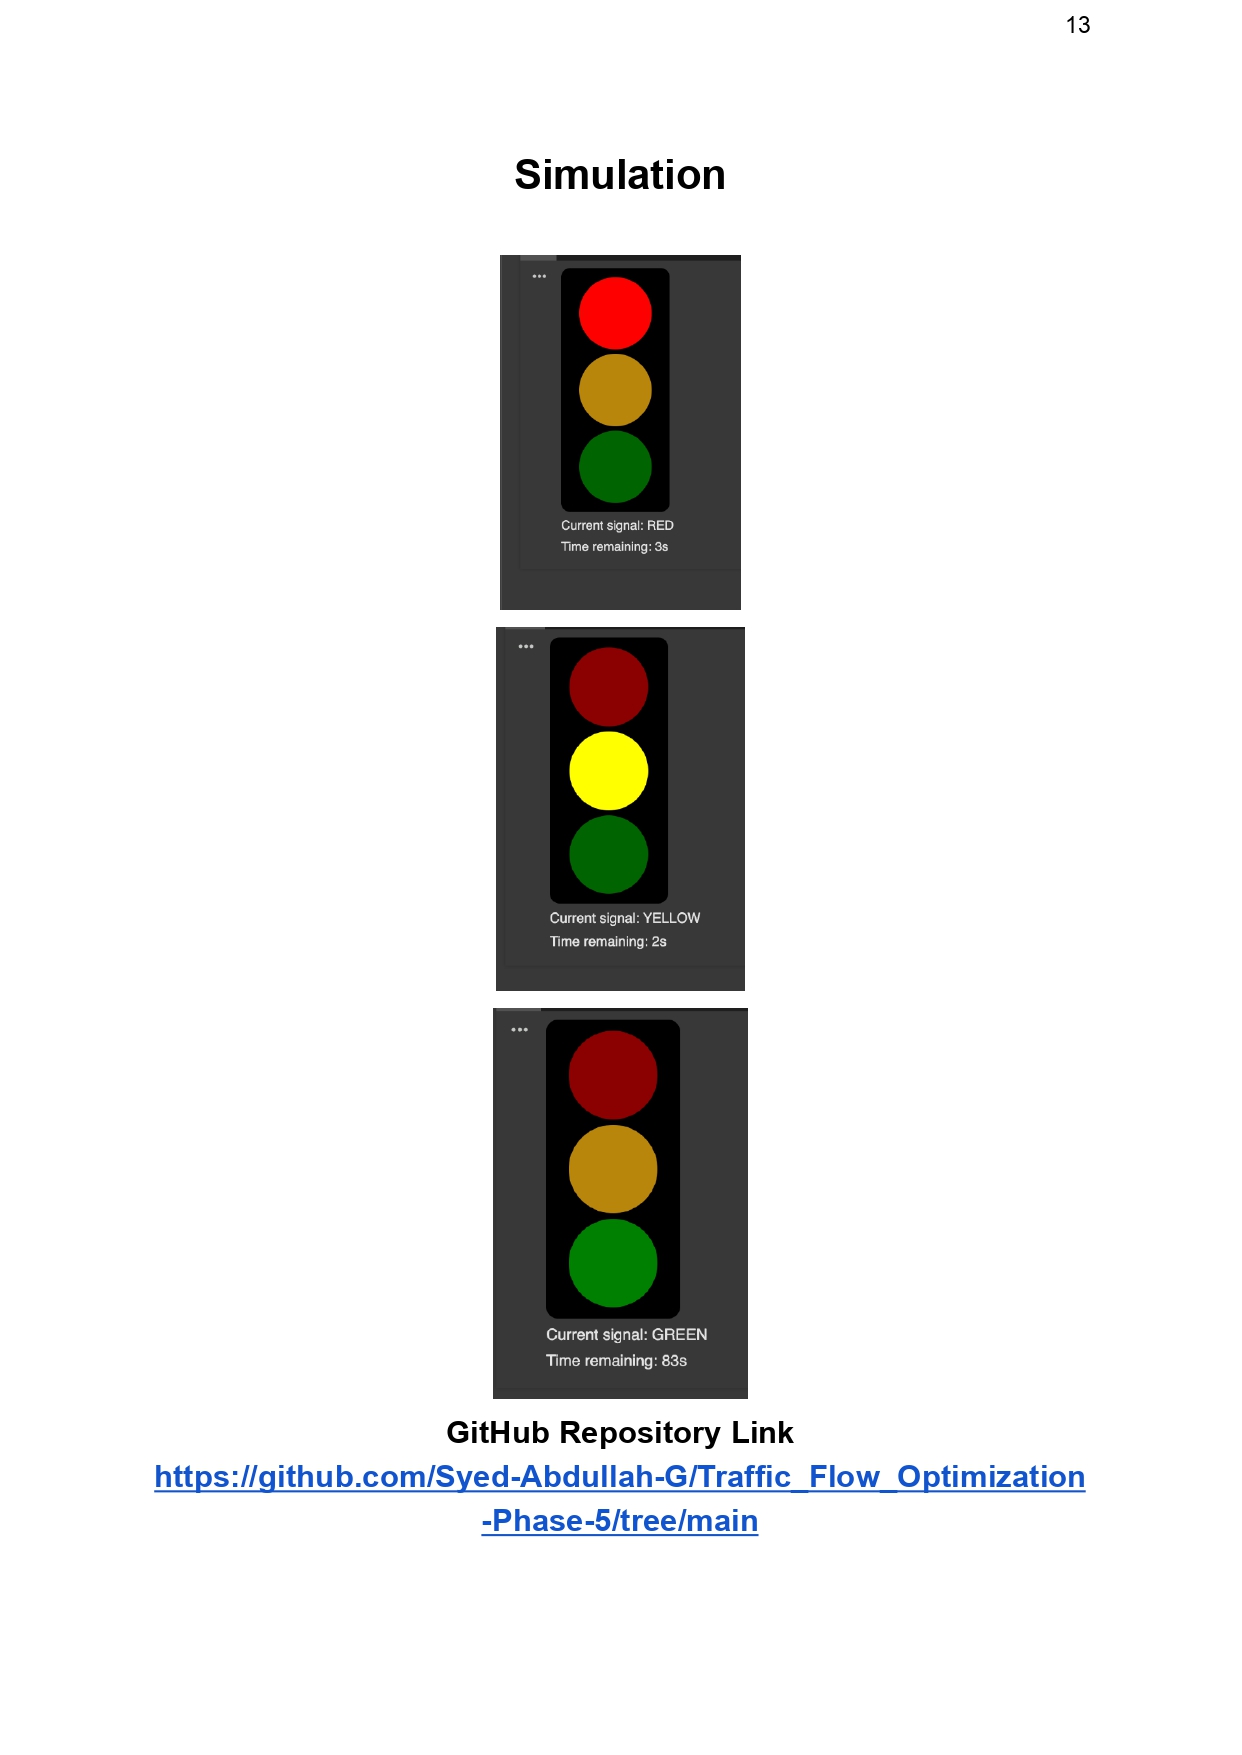 13
Simulation
Current signal: RED
Time remaining: 3s
Current signal: YELLOW
Time remaining: 2s
Current signal: GREEN
Time remaining: 83s
GitHub Repository Link
https://github.com/Syed-Abdullah-G/Traffic_Flow_Optimization
-Phase-5/tree/main